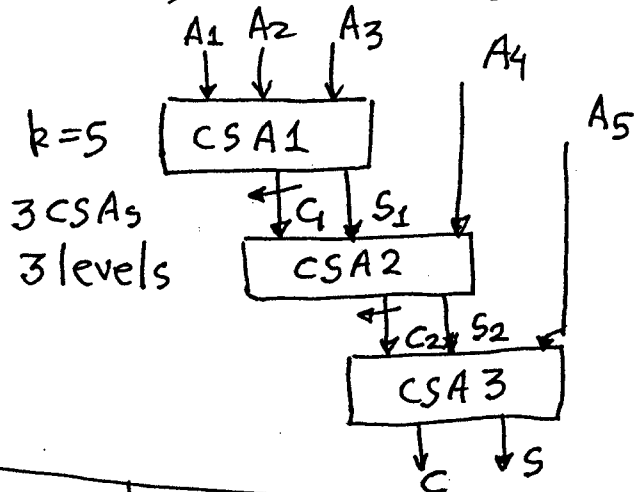 A1 A2 A3
A4
A5
k=5
CSA1
3 CSAs
C1 S1
3 levels
CSA2
C2 S2
CSA3
C S